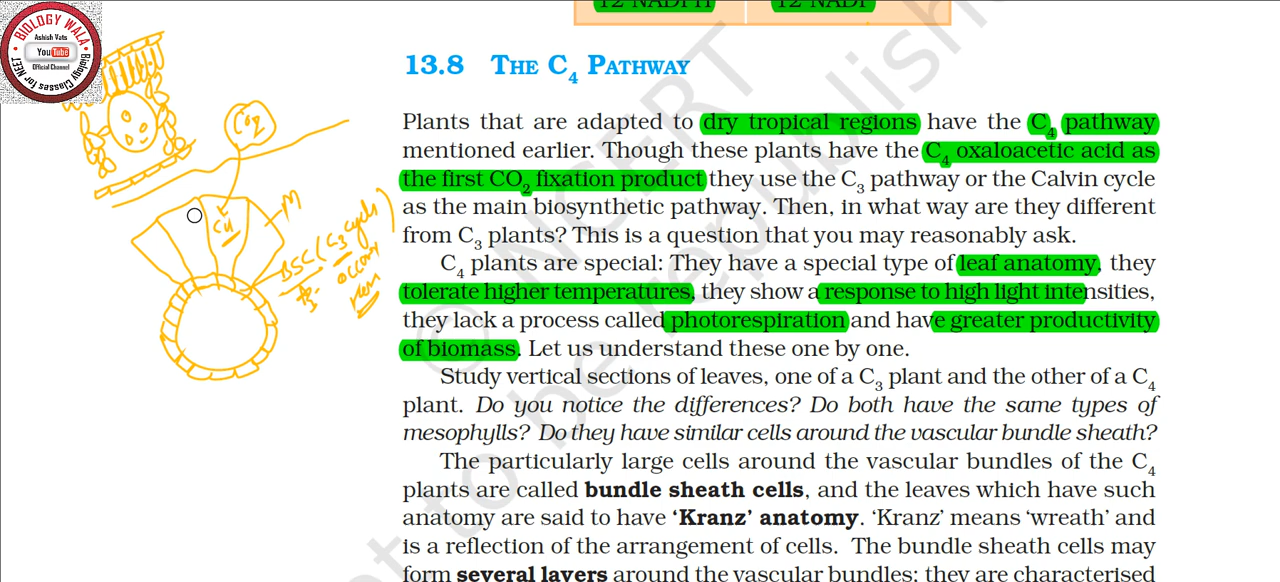 BIOLOGY WALA
Ashish Vats
YouTube
Official Channel
Biology Classes for NEET
12 NADPH
12 NADP
13.8 THE C4 PATHWAY
Plants that are adapted to dry tropical regions have the C4 pathway
mentioned earlier. Though these plants have the C4 oxaloacetic acid as
the first CO2 fixation product they use the C3 pathway or the Calvin cycle
as the main biosynthetic pathway. Then, in what way are they different
from C3 plants? This is a question that you may reasonably ask.
C4 plants are special: They have a special type of leaf anatomy, they
tolerate higher temperatures, they show a response to high light intensities,
they lack a process called photorespiration and have greater productivity
of biomass. Let us understand these one by one.
Study vertical sections of leaves, one of a C3 plant and the other of a C4
plant. Do you notice the differences? Do both have the same types of
mesophylls? Do they have similar cells around the vascular bundle sheath?
The particularly large cells around the vascular bundles of the C4
plants are called bundle sheath cells, and the leaves which have such
anatomy are said to have 'Kranz' anatomy. 'Kranz' means 'wreath' and
is a reflection of the arrangement of cells. The bundle sheath cells may
form several layers around the vascular bundles; they are characterised
CO2
M
C4
BSC (C3 cycle)
occur
© NCERT
not to be republished